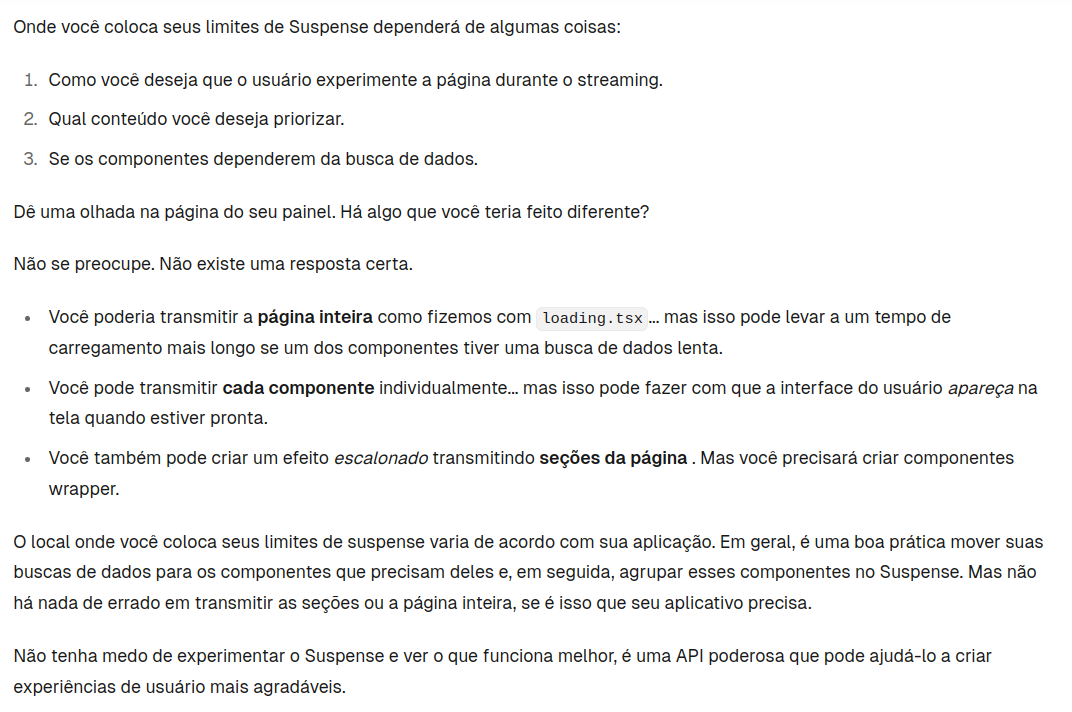 Onde você coloca seus limites de Suspense dependerá de algumas coisas:
1. Como você deseja que o usuário experimente a página durante o streaming.
2. Qual conteúdo você deseja priorizar.
3. Se os componentes dependerem da busca de dados.
Dê uma olhada na página do seu painel. Há algo que você teria feito diferente?
Não se preocupe. Não existe uma resposta certa.
• Você poderia transmitir a página inteira como fizemos com loading.tsx... mas isso pode levar a um tempo de
carregamento mais longo se um dos componentes tiver uma busca de dados lenta.
• Você pode transmitir cada componente individualmente... mas isso pode fazer com que a interface do usuário apareça na
tela quando estiver pronta.
• Você também pode criar um efeito escalonado transmitindo seções da página . Mas você precisará criar componentes
wrapper.
O local onde você coloca seus limites de suspense varia de acordo com sua aplicação. Em geral, é uma boa prática mover suas
buscas de dados para os componentes que precisam deles e, em seguida, agrupar esses componentes no Suspense. Mas não
há nada de errado em transmitir as seções ou a página inteira, se é isso que seu aplicativo precisa.
Não tenha medo de experimentar o Suspense e ver o que funciona melhor, é uma API poderosa que pode ajudá-lo a criar
experiências de usuário mais agradáveis.